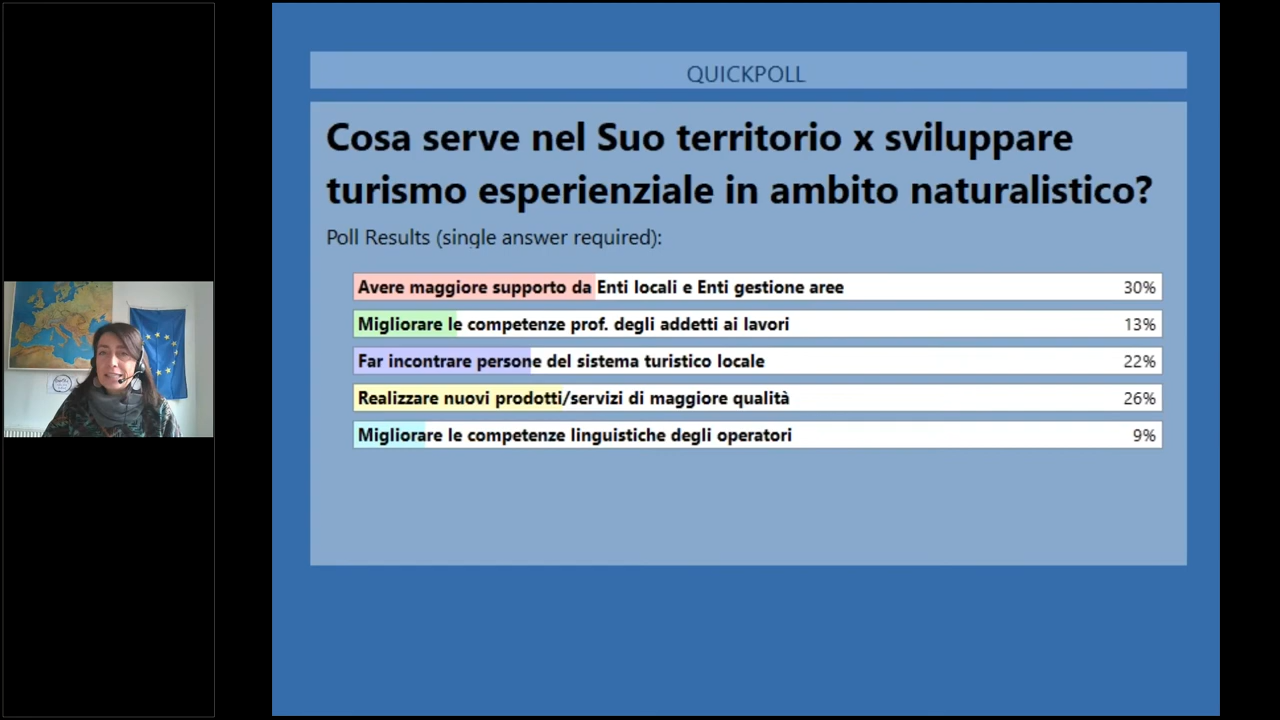 QUICKPOLL
Cosa serve nel Suo territorio x sviluppare
turismo esperienziale in ambito naturalistico?
Poll Results (single answer required):
Avere maggiore supporto da Enti locali e Enti gestione aree 30%
Migliorare le competenze prof. degli addetti ai lavori 13%
Far incontrare persone del sistema turistico locale 22%
Realizzare nuovi prodotti/servizi di maggiore qualità 26%
Migliorare le competenze linguistiche degli operatori 9%